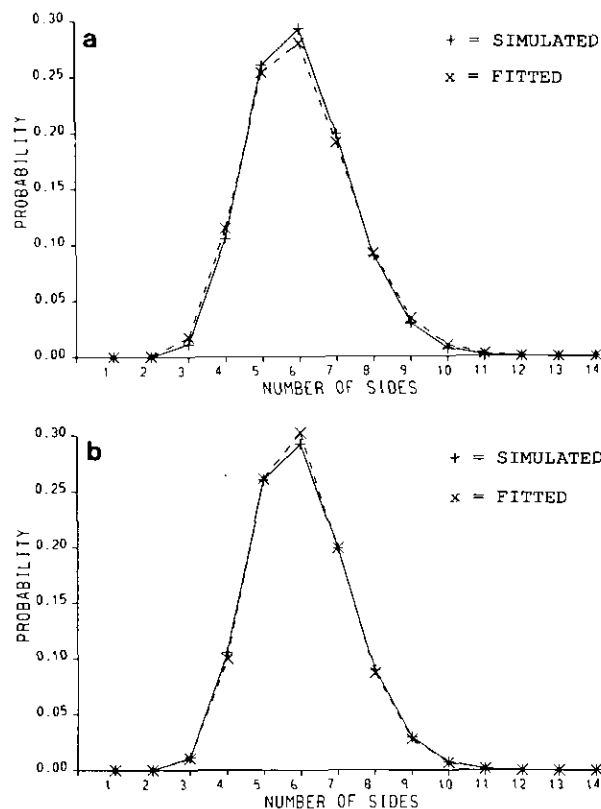 a
+ = SIMULATED
x = FITTED
0.30
0.25
0.20
0.15
0.10
0.05
0.00
PROBABILITY
1 2 3 4 5 6 7 8 9 10 11 12 13 14
NUMBER OF SIDES
b
+ = SIMULATED
x = FITTED
0.30
0.25
0.20
0.15
0.10
0.05
0.00
PROBABILITY
1 2 3 4 5 6 7 8 9 10 11 12 13 14
NUMBER OF SIDES